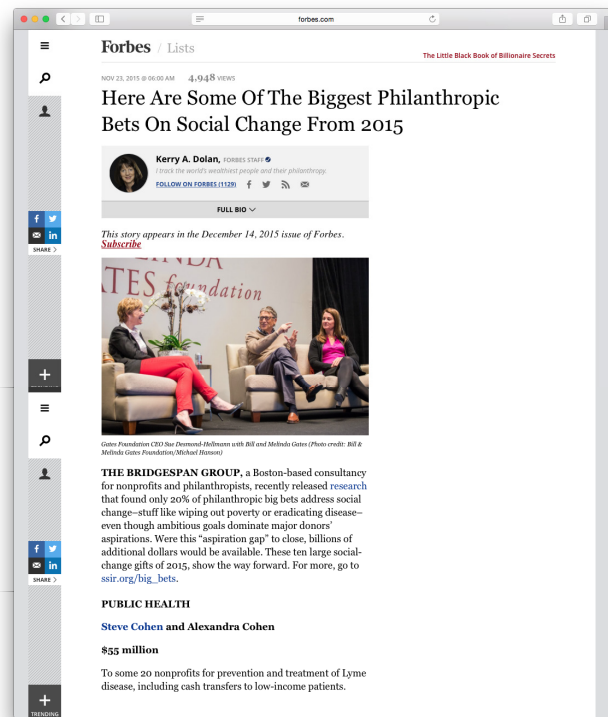 forbes.com
Forbes / Lists
The Little Black Book of Billionaire Secrets
NOV 23, 2015 @ 06:00 AM 4,948 VIEWS
Here Are Some Of The Biggest Philanthropic
Bets On Social Change From 2015
Kerry A. Dolan, FORBES STAFF
I track the world's wealthiest people and their philanthropy.
FOLLOW ON FORBES (1129)
FULL BIO
This story appears in the December 14, 2015 issue of Forbes.
Subscribe
SHARE >
MELINDA
GATES foundation
Gates Foundation CEO Sue Desmond-Hellmann with Bill and Melinda Gates (Photo credit: Bill &
Melinda Gates Foundation/Michael Hanson)
THE BRIDGESPAN GROUP, a Boston-based consultancy
for nonprofits and philanthropists, recently released research
that found only 20% of philanthropic big bets address social
change–stuff like wiping out poverty or eradicating disease–
even though ambitious goals dominate major donors'
aspirations. Were this “aspiration gap” to close, billions of
additional dollars would be available. These ten large social-
change gifts of 2015, show the way forward. For more, go to
ssir.org/big_bets.
SHARE >
PUBLIC HEALTH
Steve Cohen and Alexandra Cohen
$55 million
To some 20 nonprofits for prevention and treatment of Lyme
disease, including cash transfers to low-income patients.
TRENDING